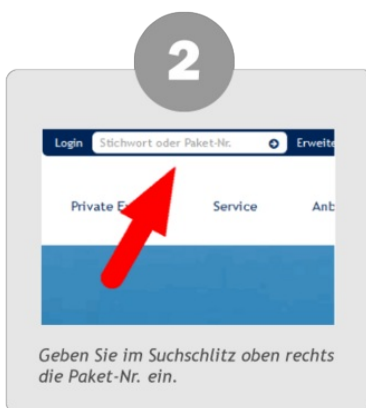 2
Login Stichwort oder Paket-Nr. Erweite
Private E Service Anb
Geben Sie im Suchschlitz oben rechts
die Paket-Nr. ein.